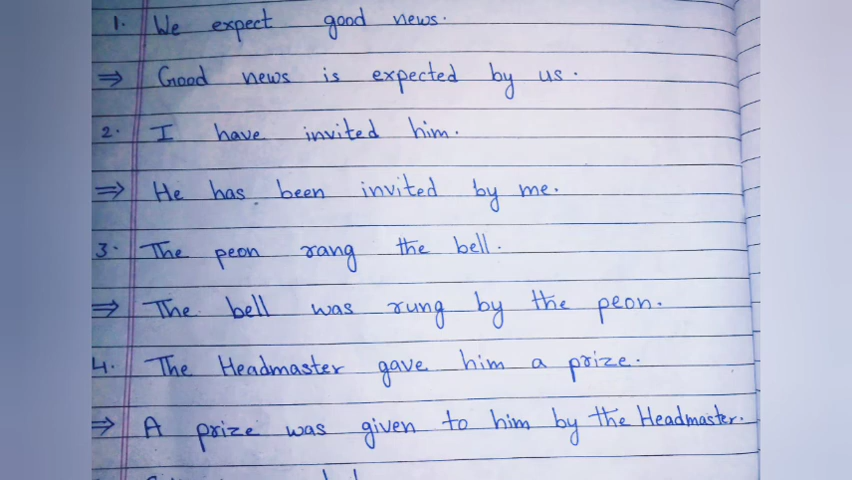 1. We expect good news.
⇒ Good news is expected by us.
2. I have invited him.
⇒ He has been invited by me.
3. The peon rang the bell.
⇒ The bell was rung by the peon.
4. The Headmaster gave him a prize.
⇒ A prize was given to him by the Headmaster.